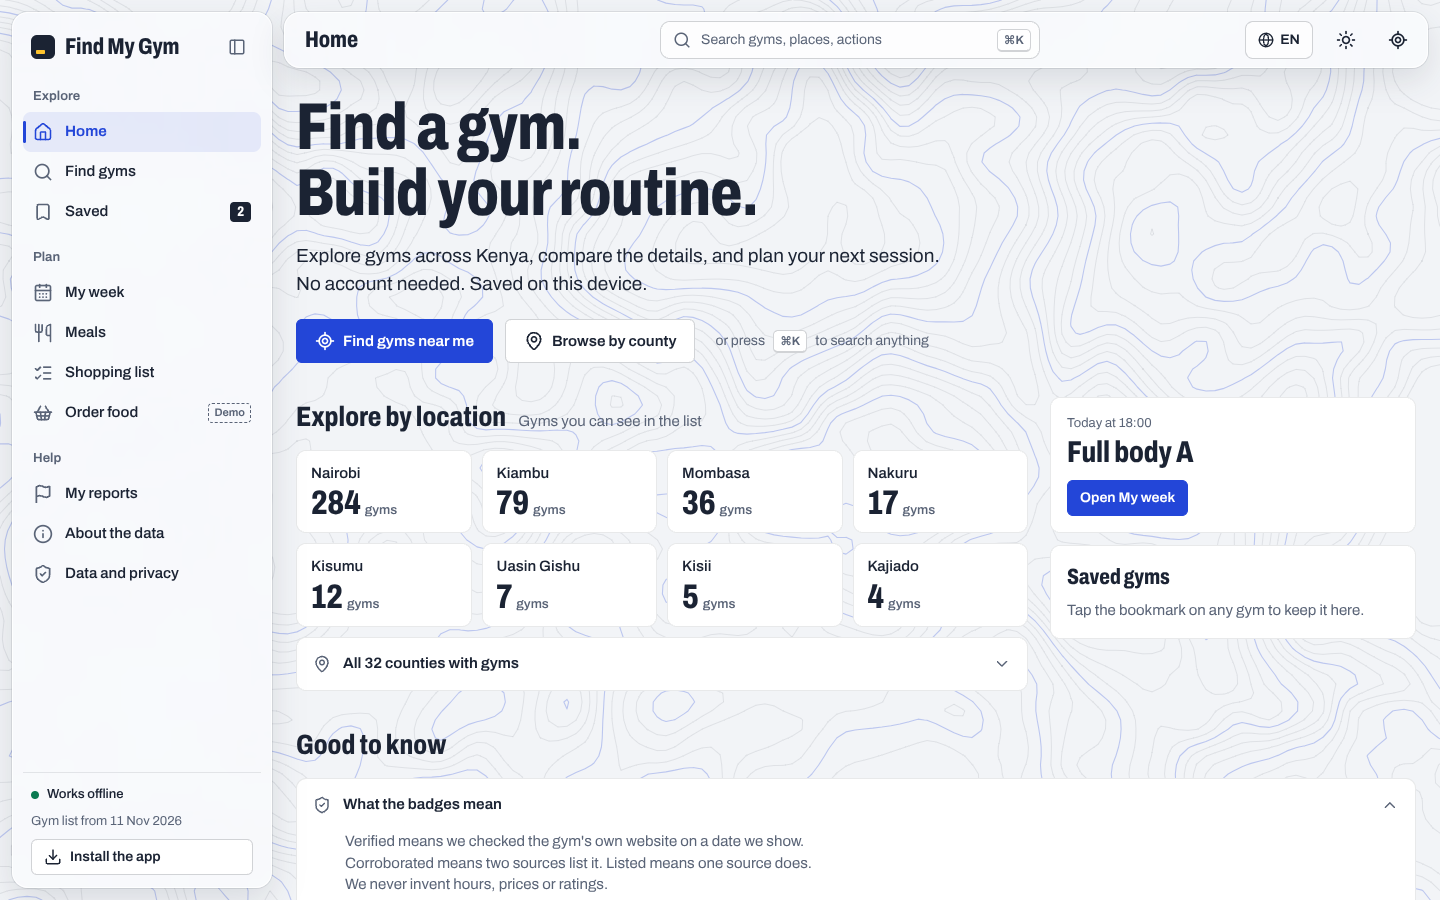 Find My Gym
Explore
Home
Find gyms
Saved 2
Plan
My week
Meals
Shopping list
Order food Demo
Help
My reports
About the data
Data and privacy
Works offline
Gym list from 11 Nov 2026
Install the app
Home
Search gyms, places, actions ⌘K
EN
Find a gym.
Build your routine.
Explore gyms across Kenya, compare the details, and plan your next session.
No account needed. Saved on this device.
Find gyms near me
Browse by county
or press ⌘K to search anything
Explore by location Gyms you can see in the list
Nairobi
284 gyms
Kiambu
79 gyms
Mombasa
36 gyms
Nakuru
17 gyms
Kisumu
12 gyms
Uasin Gishu
7 gyms
Kisii
5 gyms
Kajiado
4 gyms
All 32 counties with gyms
Today at 18:00
Full body A
Open My week
Saved gyms
Tap the bookmark on any gym to keep it here.
Good to know
What the badges mean
Verified means we checked the gym's own website on a date we show.
Corroborated means two sources list it. Listed means one source does.
We never invent hours, prices or ratings.